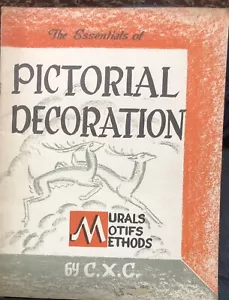 The Essentials of
PICTORIAL
DECORATION
MURALS
MOTIFS
METHODS
by C.X.C.